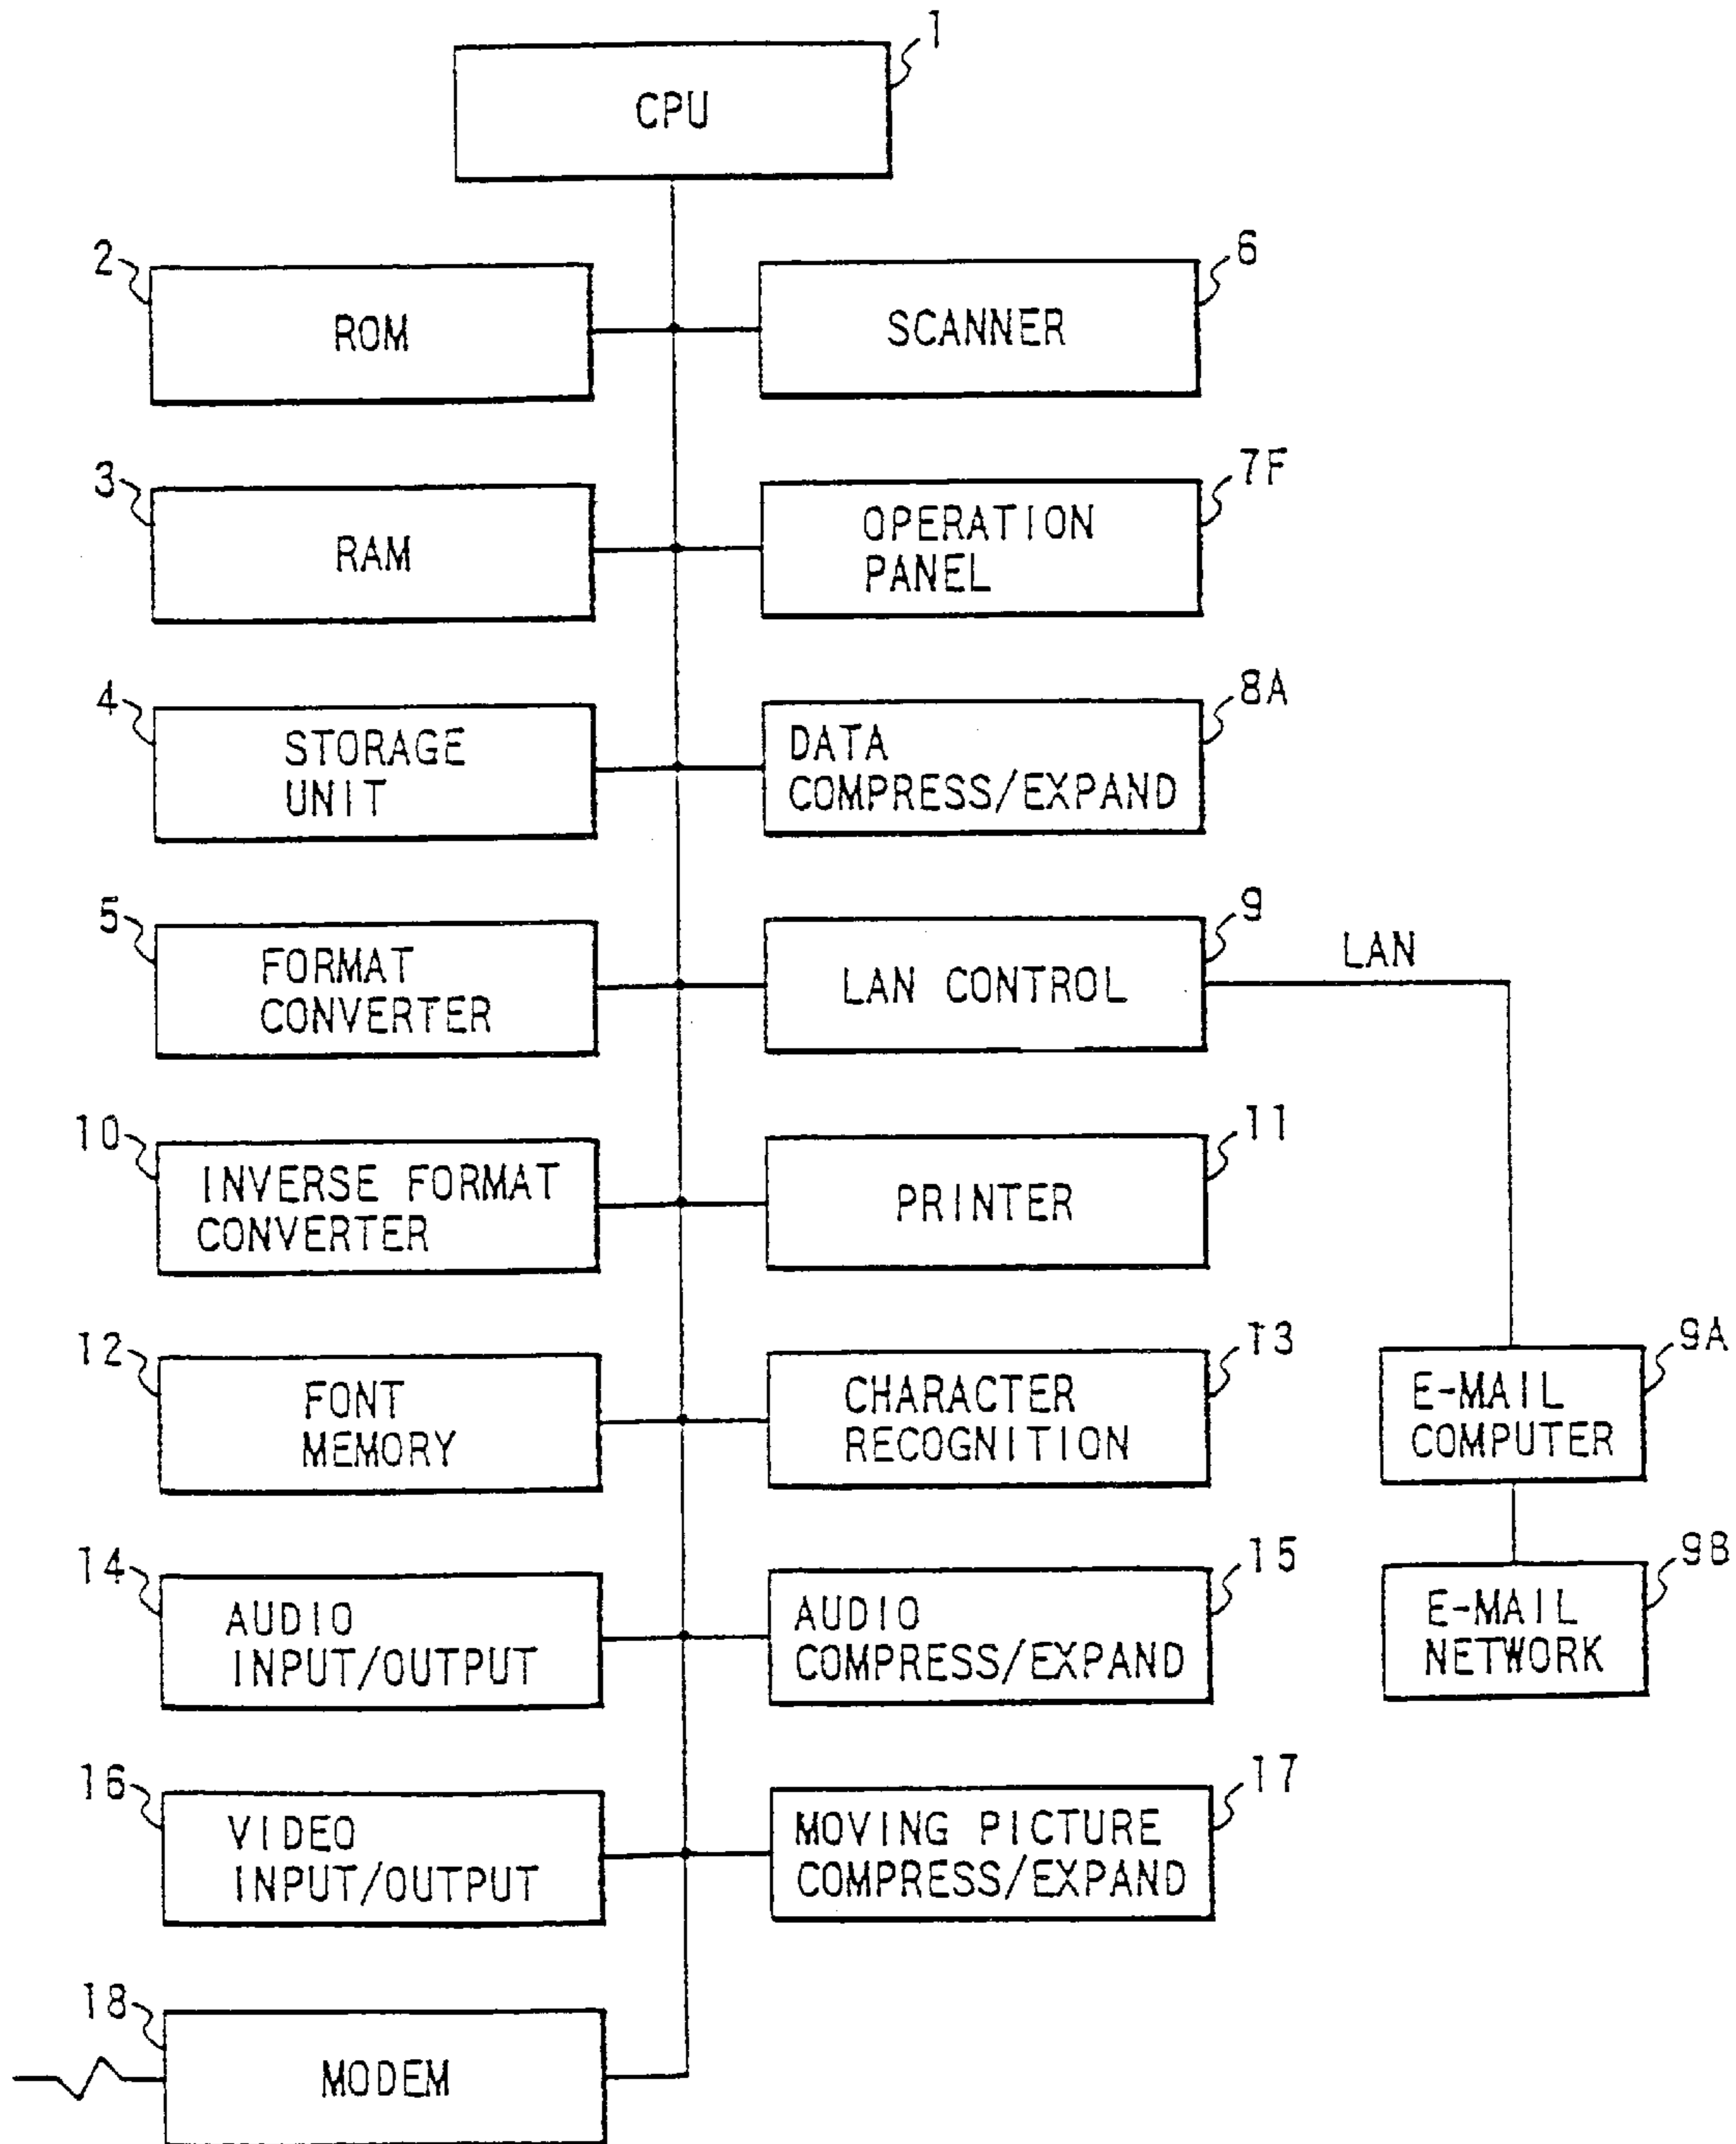 1
CPU
2
ROM
6
SCANNER
3
RAM
7F
OPERATION
PANEL
4
STORAGE
UNIT
8A
DATA
COMPRESS/EXPAND
5
FORMAT
CONVERTER
9
LAN CONTROL
LAN
10
INVERSE FORMAT
CONVERTER
11
PRINTER
12
FONT
MEMORY
13
CHARACTER
RECOGNITION
9A
E-MAIL
COMPUTER
14
AUDIO
INPUT/OUTPUT
15
AUDIO
COMPRESS/EXPAND
9B
E-MAIL
NETWORK
16
VIDEO
INPUT/OUTPUT
17
MOVING PICTURE
COMPRESS/EXPAND
18
MODEM